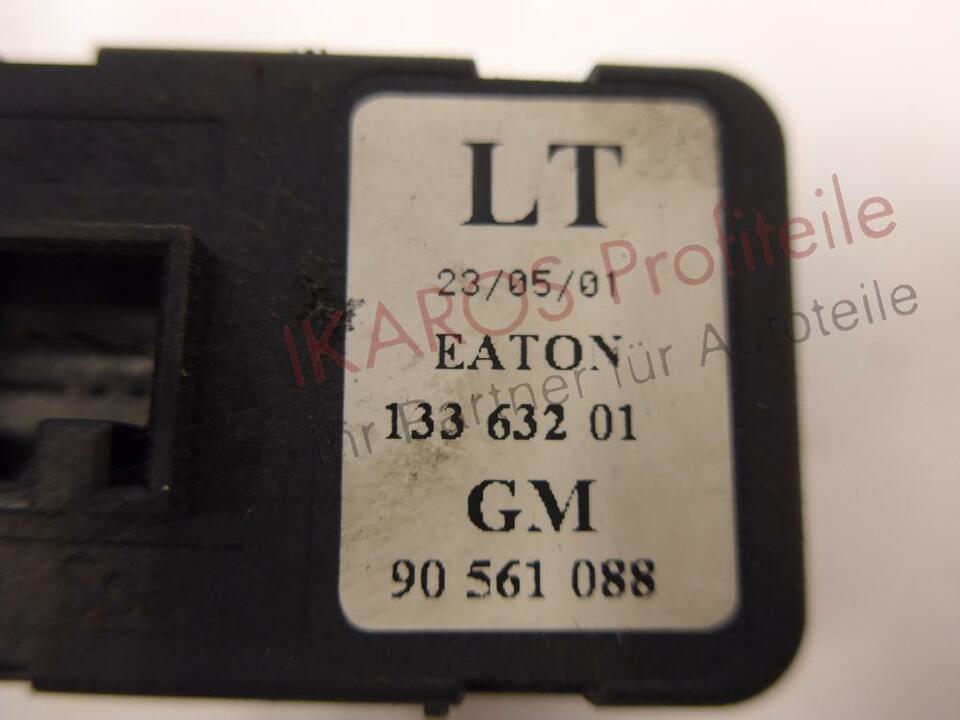 LT
23/05/01
EATON
133 632 01
GM
90 561 088
IKAROS Profiteile
Ihr Partner für Autoteile